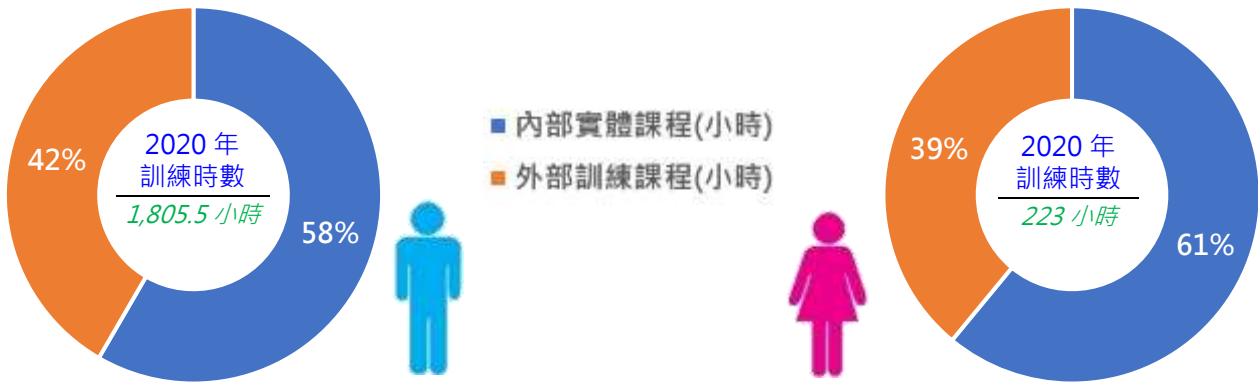 42%
2020 年
訓練時數
1,805.5 小時
58%
內部實體課程(小時)
外部訓練課程(小時)
39%
2020 年
訓練時數
223 小時
61%